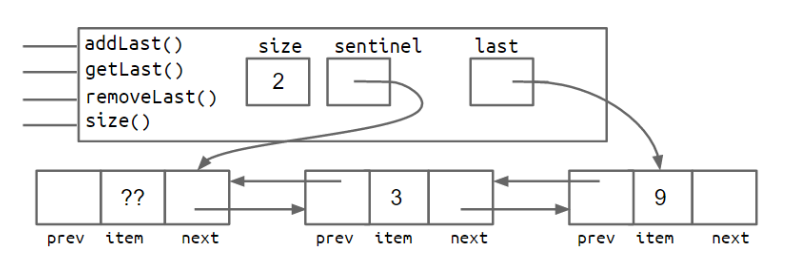 addLast()
getLast()
removeLast()
size()
size sentinel last
2
?? 3 9
prev item next prev item next prev item next